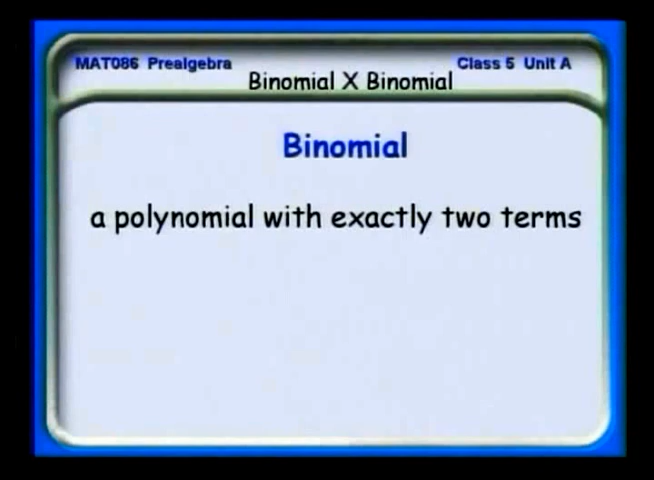 MAT086 Prealgebra
Class 5 Unit A
Binomial X Binomial
Binomial
a polynomial with exactly two terms